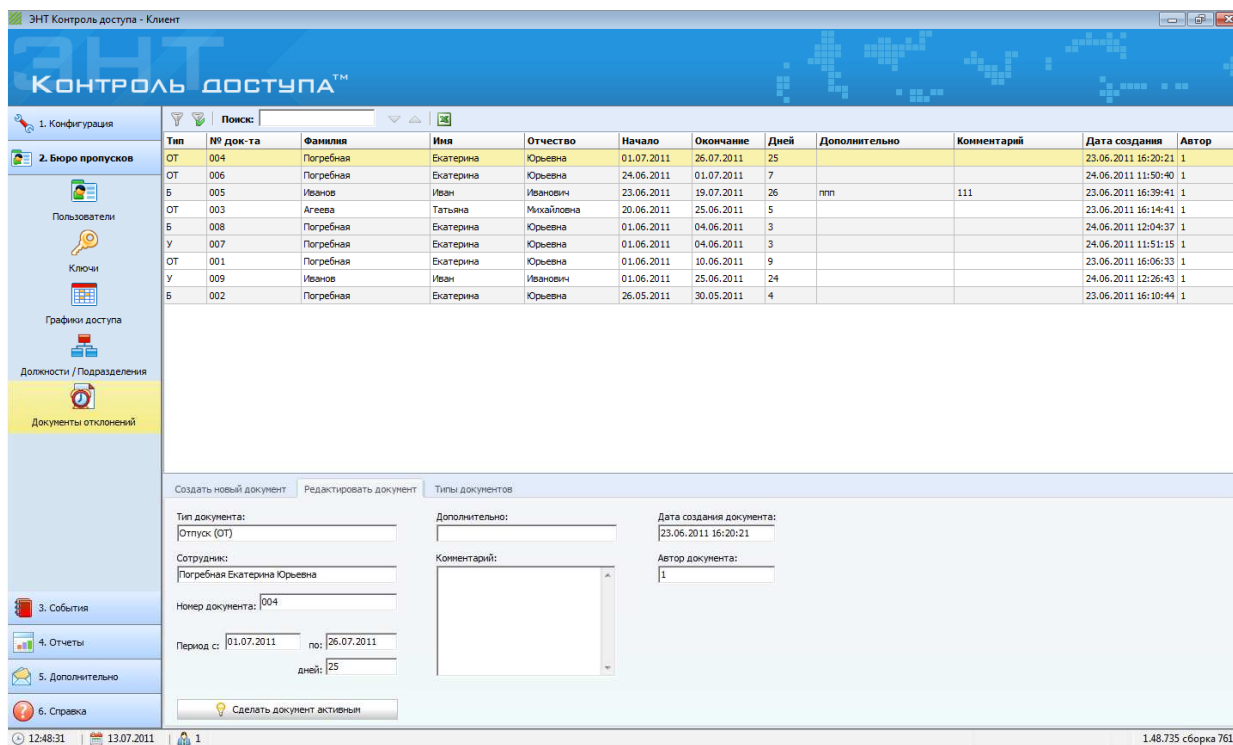 ЭНТ Контроль доступа - Клиент
ЭНТ
КОНТРОЛЬ ДОСТУПА™
1. Конфигурация
2. Бюро пропусков
Пользователи
Ключи
Графики доступа
Должности / Подразделения
Документы отклонений
3. События
4. Отчеты
5. Дополнительно
6. Справка
Поиск:
Тип № док-та Фамилия Имя Отчество Начало Окончание Дней Дополнительно Комментарий Дата создания Автор
ОТ 004 Погребная Екатерина Юрьевна 01.07.2011 26.07.2011 25 23.06.2011 16:20:21 1
ОТ 006 Погребная Екатерина Юрьевна 24.06.2011 01.07.2011 7 24.06.2011 11:50:40 1
Б 005 Иванов Иван Иванович 23.06.2011 19.07.2011 26 ппп 111 23.06.2011 16:39:41 1
ОТ 003 Агеева Татьяна Михайловна 20.06.2011 25.06.2011 5 23.06.2011 16:14:41 1
Б 008 Погребная Екатерина Юрьевна 01.06.2011 04.06.2011 3 24.06.2011 12:04:37 1
У 007 Погребная Екатерина Юрьевна 01.06.2011 04.06.2011 3 24.06.2011 11:51:15 1
ОТ 001 Погребная Екатерина Юрьевна 01.06.2011 10.06.2011 9 23.06.2011 16:06:33 1
У 009 Иванов Иван Иванович 01.06.2011 25.06.2011 24 24.06.2011 12:26:43 1
Б 002 Погребная Екатерина Юрьевна 26.05.2011 30.05.2011 4 23.06.2011 16:10:44 1
Создать новый документ Редактировать документ Типы документов
Тип документа: Дополнительно: Дата создания документа:
Отпуск (ОТ) 23.06.2011 16:20:21
Сотрудник: Комментарий: Автор документа:
Погребная Екатерина Юрьевна 1
Номер документа: 004
Период с: 01.07.2011 по: 26.07.2011
дней: 25
Сделать документ активным
12:48:31 13.07.2011 1 1.48.735 сборка 761